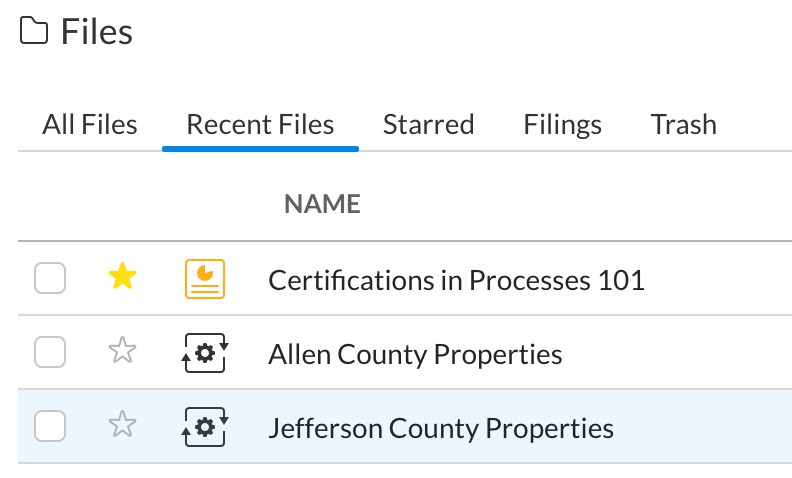 Files
All Files Recent Files Starred Filings Trash
NAME
Certifications in Processes 101
Allen County Properties
Jefferson County Properties